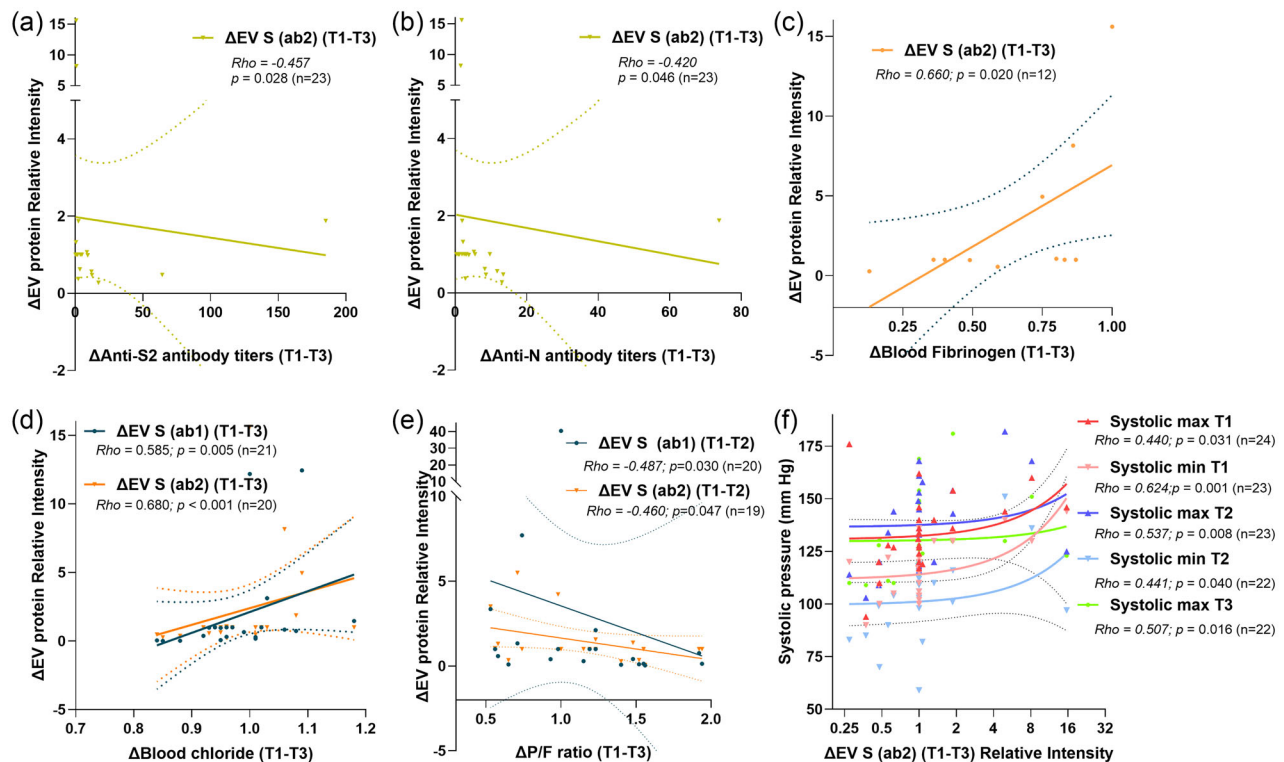 (a)
ΔEV S (ab2) (T1-T3)
Rho = -0.457
p = 0.028 (n=23)
ΔEV protein Relative Intensity
15
10
5
4
2
0
-2
0 50 100 150 200
ΔAnti-S2 antibody titers (T1-T3)
(b)
ΔEV S (ab2) (T1-T3)
Rho = -0.420
p = 0.046 (n=23)
ΔEV protein Relative Intensity
15
10
5
4
2
0
-2
0 20 40 60 80
ΔAnti-N antibody titers (T1-T3)
(c)
ΔEV S (ab2) (T1-T3)
Rho = 0.660; p = 0.020 (n=12)
ΔEV protein Relative Intensity
15
10
5
0
-5
0.25 0.50 0.75 1.00
ΔBlood Fibrinogen (T1-T3)
(d)
ΔEV S (ab1) (T1-T3)
Rho = 0.585; p = 0.005 (n=21)
ΔEV S (ab2) (T1-T3)
Rho = 0.680; p < 0.001 (n=20)
ΔEV protein Relative Intensity
15
10
5
0
-5
0.7 0.8 0.9 1.0 1.1 1.2
ΔBlood chloride (T1-T3)
(e)
ΔEV S (ab1) (T1-T2)
Rho = -0.487; p=0.030 (n=20)
ΔEV S (ab2) (T1-T2)
Rho = -0.460; p=0.047 (n=19)
ΔEV protein Relative Intensity
40
30
20
10
10
5
0
-5
0.5 1.0 1.5 2.0
ΔP/F ratio (T1-T3)
(f)
Systolic max T1
Rho = 0.440; p = 0.031 (n=24)
Systolic min T1
Rho = 0.624;p = 0.001 (n=23)
Systolic max T2
Rho = 0.537; p = 0.008 (n=23)
Systolic min T2
Rho = 0.441; p = 0.040 (n=22)
Systolic max T3
Rho = 0.507; p = 0.016 (n=22)
Systolic pressure (mm Hg)
175
150
125
100
75
50
0.25 0.5 1 2 4 8 16 32
ΔEV S (ab2) (T1-T3) Relative Intensity